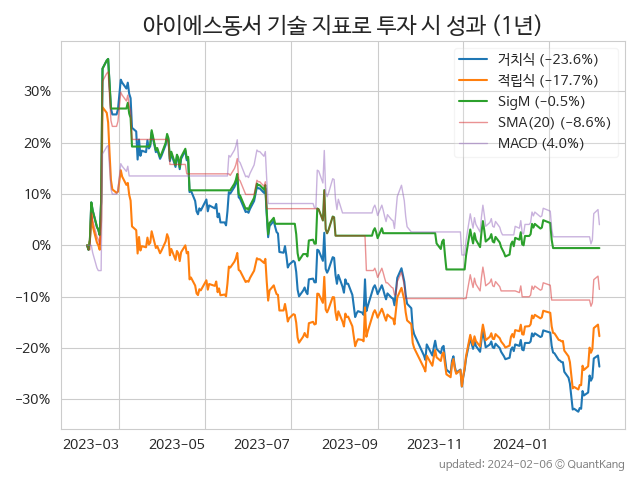 아이에스동서 기술 지표로 투자 시 성과 (1년)
거치식 (−23.6%)
적립식 (−17.7%)
SigM (−0.5%)
SMA(20) (−8.6%)
MACD (4.0%)
30%
20%
10%
0%
−10%
−20%
−30%
2023−03 2023−05 2023−07 2023−09 2023−11 2024−01
updated: 2024−02−06 © QuantKang